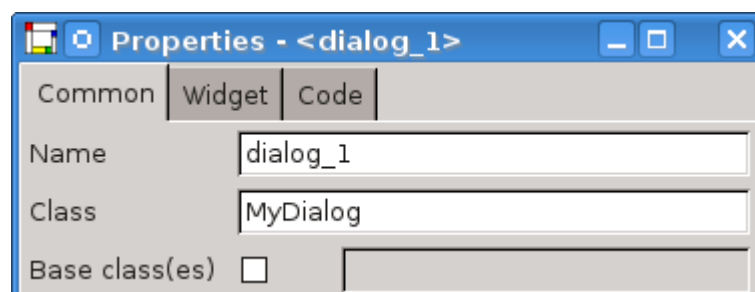 Properties - <dialog_1>
Common Widget Code
Name dialog_1
Class MyDialog
Base class(es)